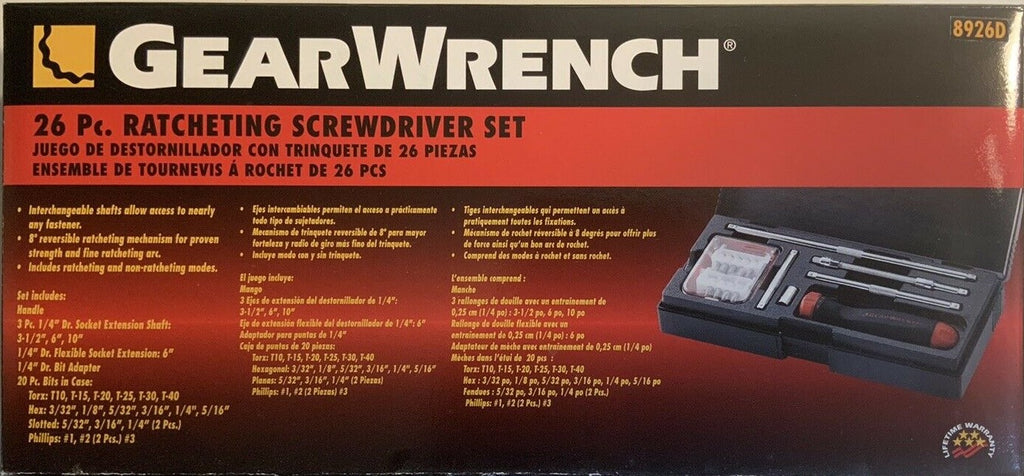 GEARWRENCH®
8926D
26 Pc. RATCHETING SCREWDRIVER SET
JUEGO DE DESTORNILLADOR CON TRINQUETE DE 26 PIEZAS
ENSEMBLE DE TOURNEVIS Á ROCHET DE 26 PCS
• Interchangeable shafts allow access to nearly
any fastener.
• 8° reversible ratcheting mechanism for proven
strength and fine ratcheting arc.
• Includes ratcheting and non-ratcheting modes.
Set includes:
Handle
3 Pc. 1/4" Dr. Socket Extension Shaft:
3-1/2", 6", 10"
1/4" Dr. Flexible Socket Extension: 6"
1/4" Dr. Bit Adapter
20 Pc. Bits in Case:
Torx: T10, T-15, T-20, T-25, T-30, T-40
Hex: 3/32", 1/8", 5/32", 3/16", 1/4", 5/16"
Slotted: 5/32", 3/16", 1/4" (2 Pcs.)
Phillips: #1, #2 (2 Pcs.) #3
• Ejes intercambiables permiten el acceso a prácticamente
todo tipo de sujetadores.
• Mecanismo de trinquete reversible de 8° para mayor
fortaleza y radio de giro más fino del trinquete.
• Incluye modo con y sin trinquete.
El juego incluye:
Mango
3 Ejes de extensión del destornillador de 1/4":
3-1/2", 6", 10"
Eje de extensión flexible del destornillador de 1/4": 6"
Adaptador para puntas de 1/4"
Caja de puntas de 20 piezas:
Torx: T10, T-15, T-20, T-25, T-30, T-40
Hexagonal: 3/32", 1/8", 5/32", 3/16", 1/4", 5/16"
Planas: 5/32", 3/16", 1/4" (2 Piezas)
Phillips: #1, #2 (2 Piezas) #3
• Tiges interchangeables qui permettent un accès à
pratiquement toutes les fixations.
• Mécanisme de rochet réversible à 8 degrés pour offrir plus
de force ainsi qu'un bon arc de rochet.
• Comprend des modes à rochet et sans rochet.
L'ensemble comprend :
Manche
3 rallonges de douille avec un entrainement de
0,25 cm (1/4 po) : 3-1/2 po, 6 po, 10 po
Rallonge de douille flexible avec un
entrainement de 0,25 cm (1/4 po) : 6 po
Adaptateur de mèche avec entrainement de 0,25 cm (1/4 po)
Mèches dans l'étui de 20 pcs :
Torx : T10, T-15, T-20, T-25, T-30, T-40
Hex : 3/32 po, 1/8 po, 5/32 po, 3/16 po, 1/4 po, 5/16 po
Fendues : 5/32 po, 3/16 po, 1/4 po (2 Pcs.)
Phillips: #1, #2 (2 Pcs.) #3
LIFETIME WARRANTY